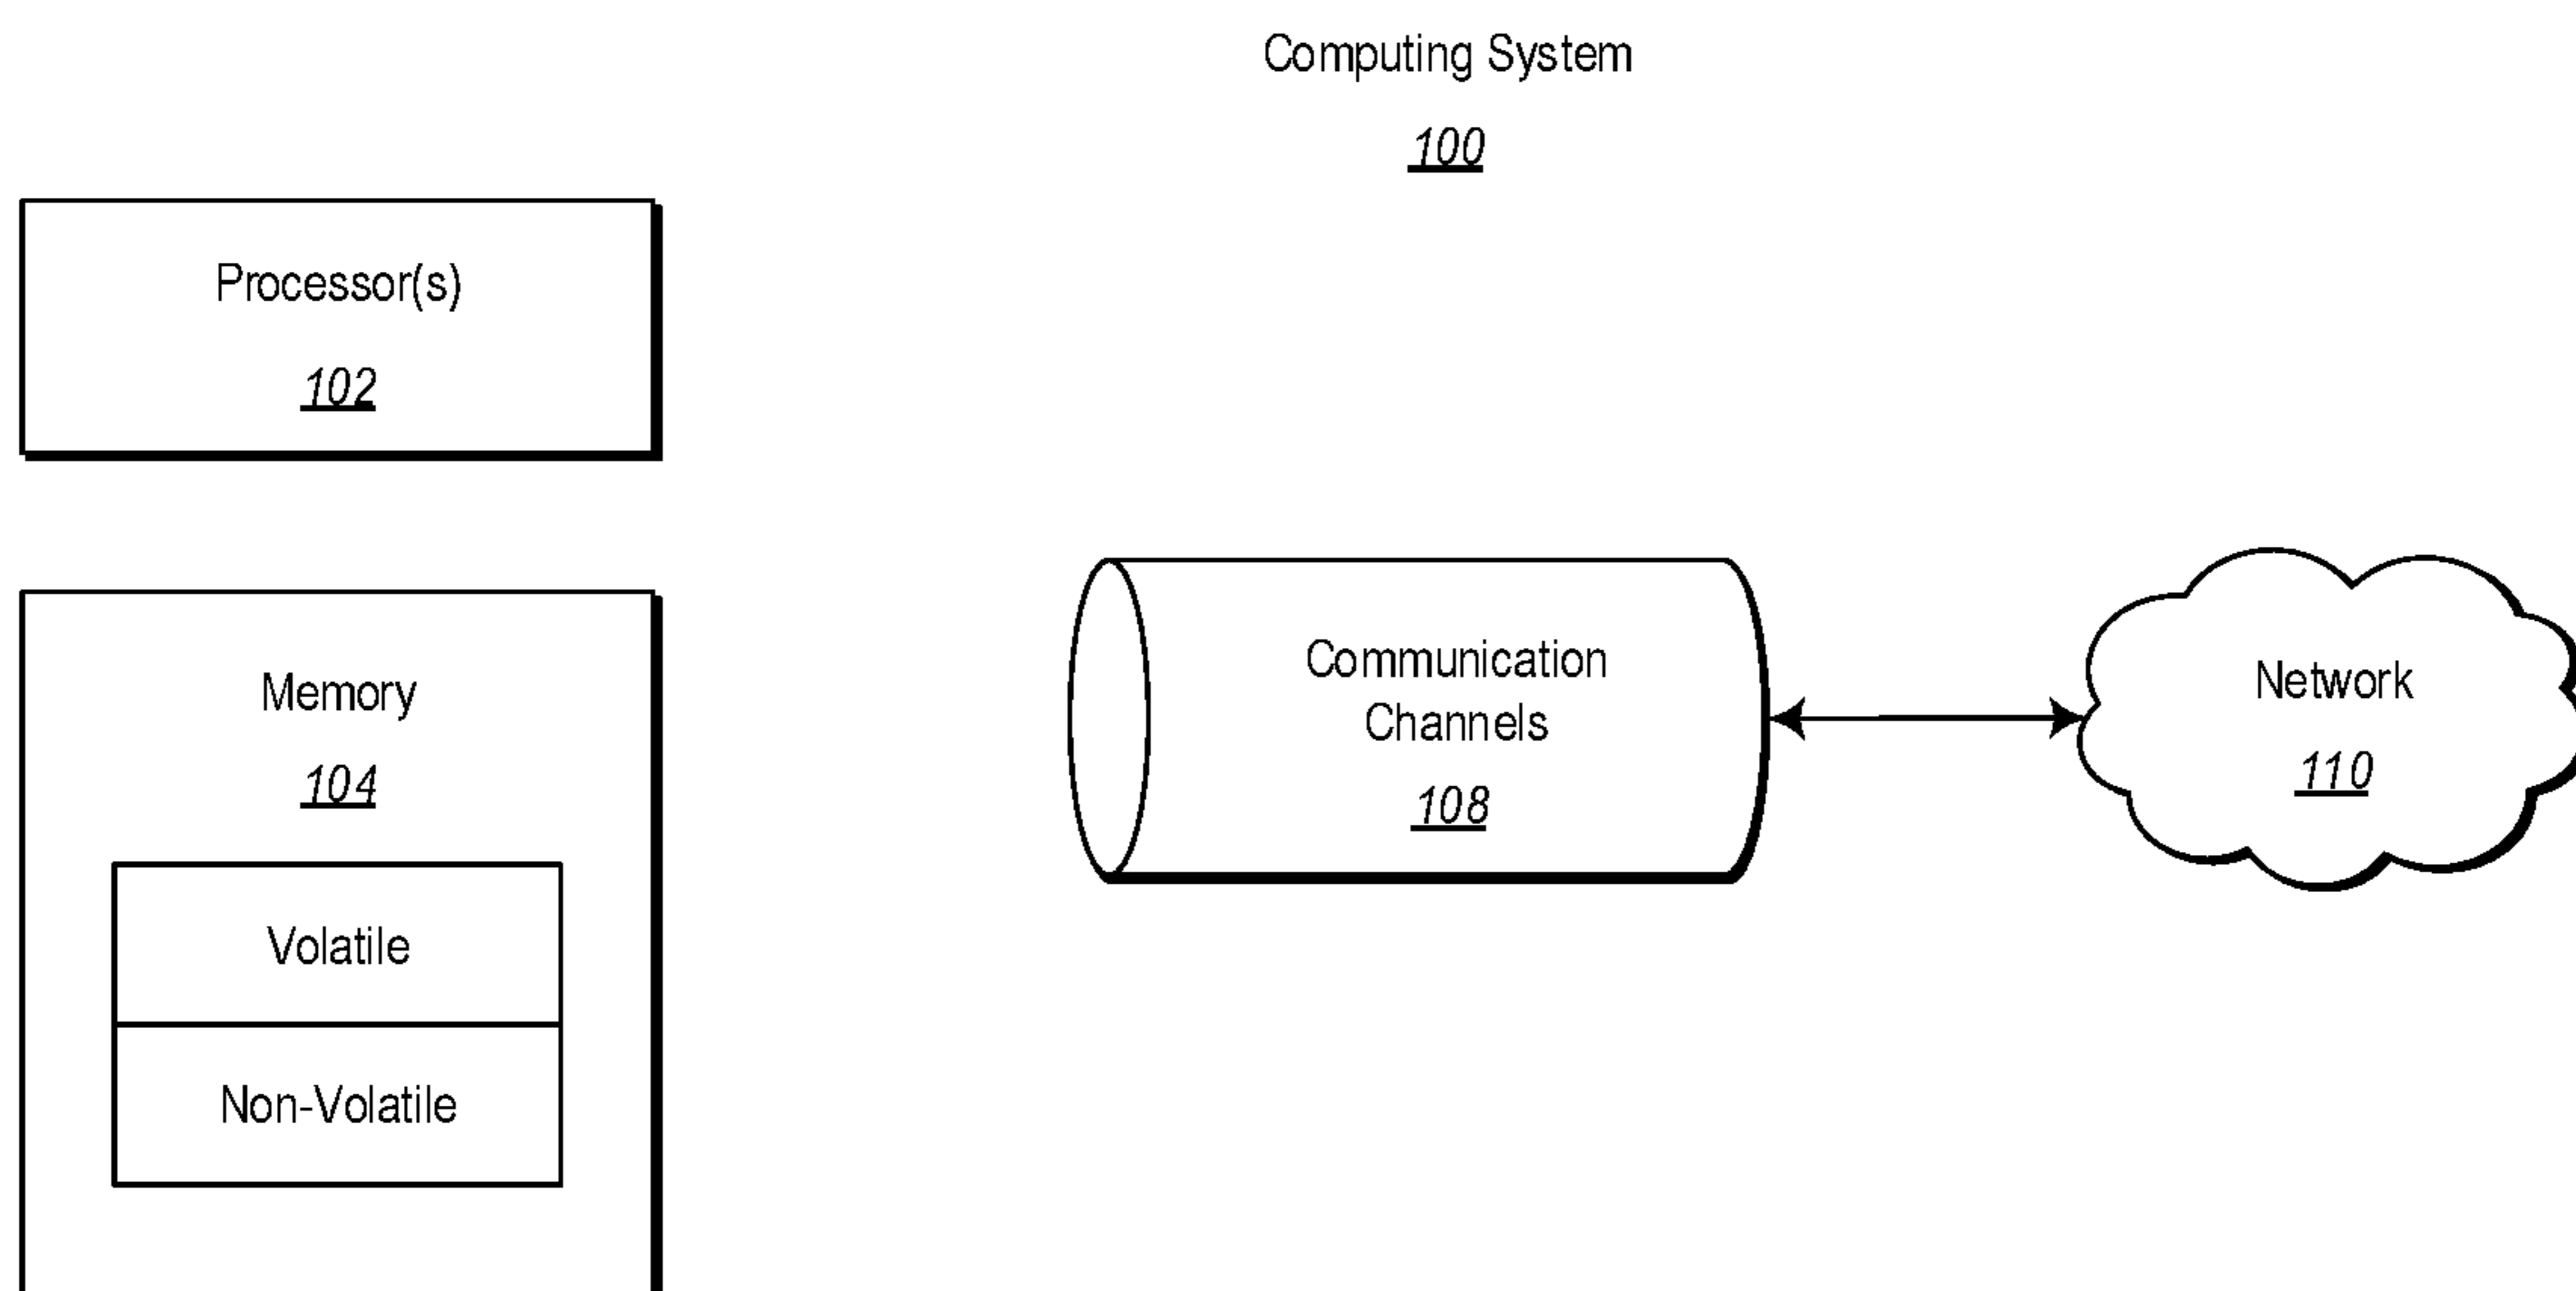 Computing System
100
Processor(s)
102
Memory
104
Volatile
Non-Volatile
Communication
Channels
108
Network
110